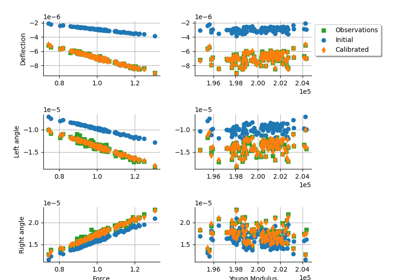 1e−6
1e−6
−2
−4
−6
−8
Deflection
−2
−4
−6
−8
Observations
Initial
Calibrated
0.8
1.0
1.2
1.96
1.98
2.00
2.02
2.04
1e5
1e−5
1e−5
−1.0
−1.5
Left angle
−1.0
−1.5
0.8
1.0
1.2
1.96
1.98
2.00
2.02
2.04
1e5
1e−5
1e−5
2.0
1.5
Right angle
2.0
1.5
0.8
1.0
1.2
1.96
1.98
2.00
2.02
2.04
1e5
Force
Young Modulus